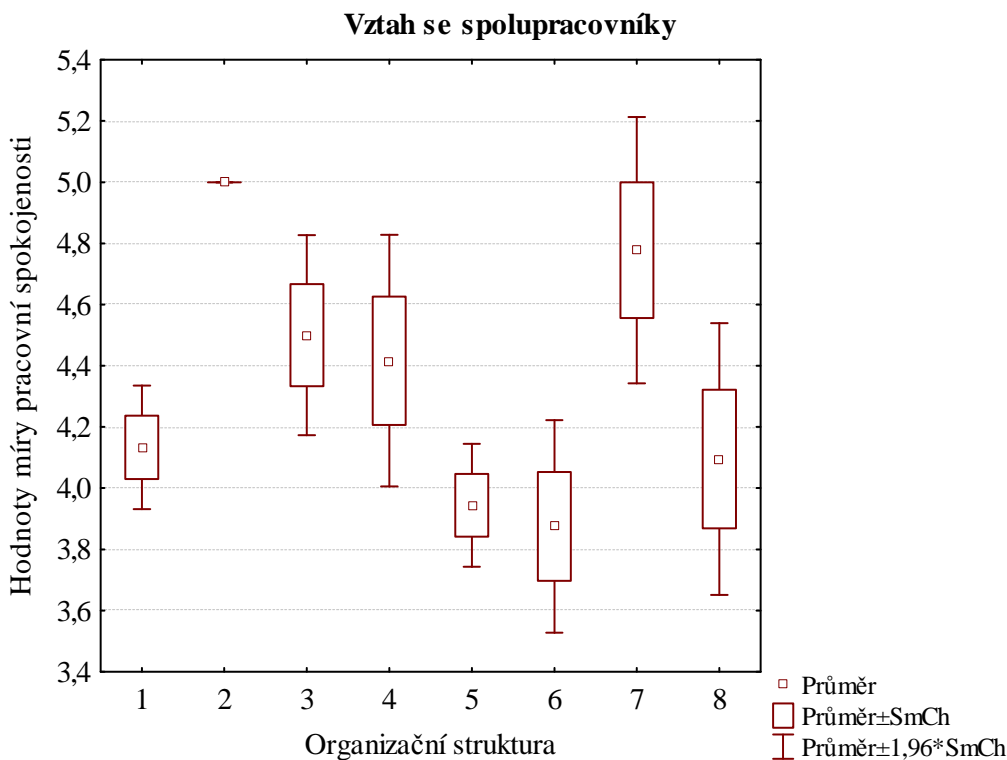 Vztah se spolupracovníky
Hodnoty míry pracovní spokojenosti
5,4
5,2
5,0
4,8
4,6
4,4
4,2
4,0
3,8
3,6
3,4
1 2 3 4 5 6 7 8
Organizační struktura
Průměr
Průměr±SmCh
Průměr±1,96*SmCh